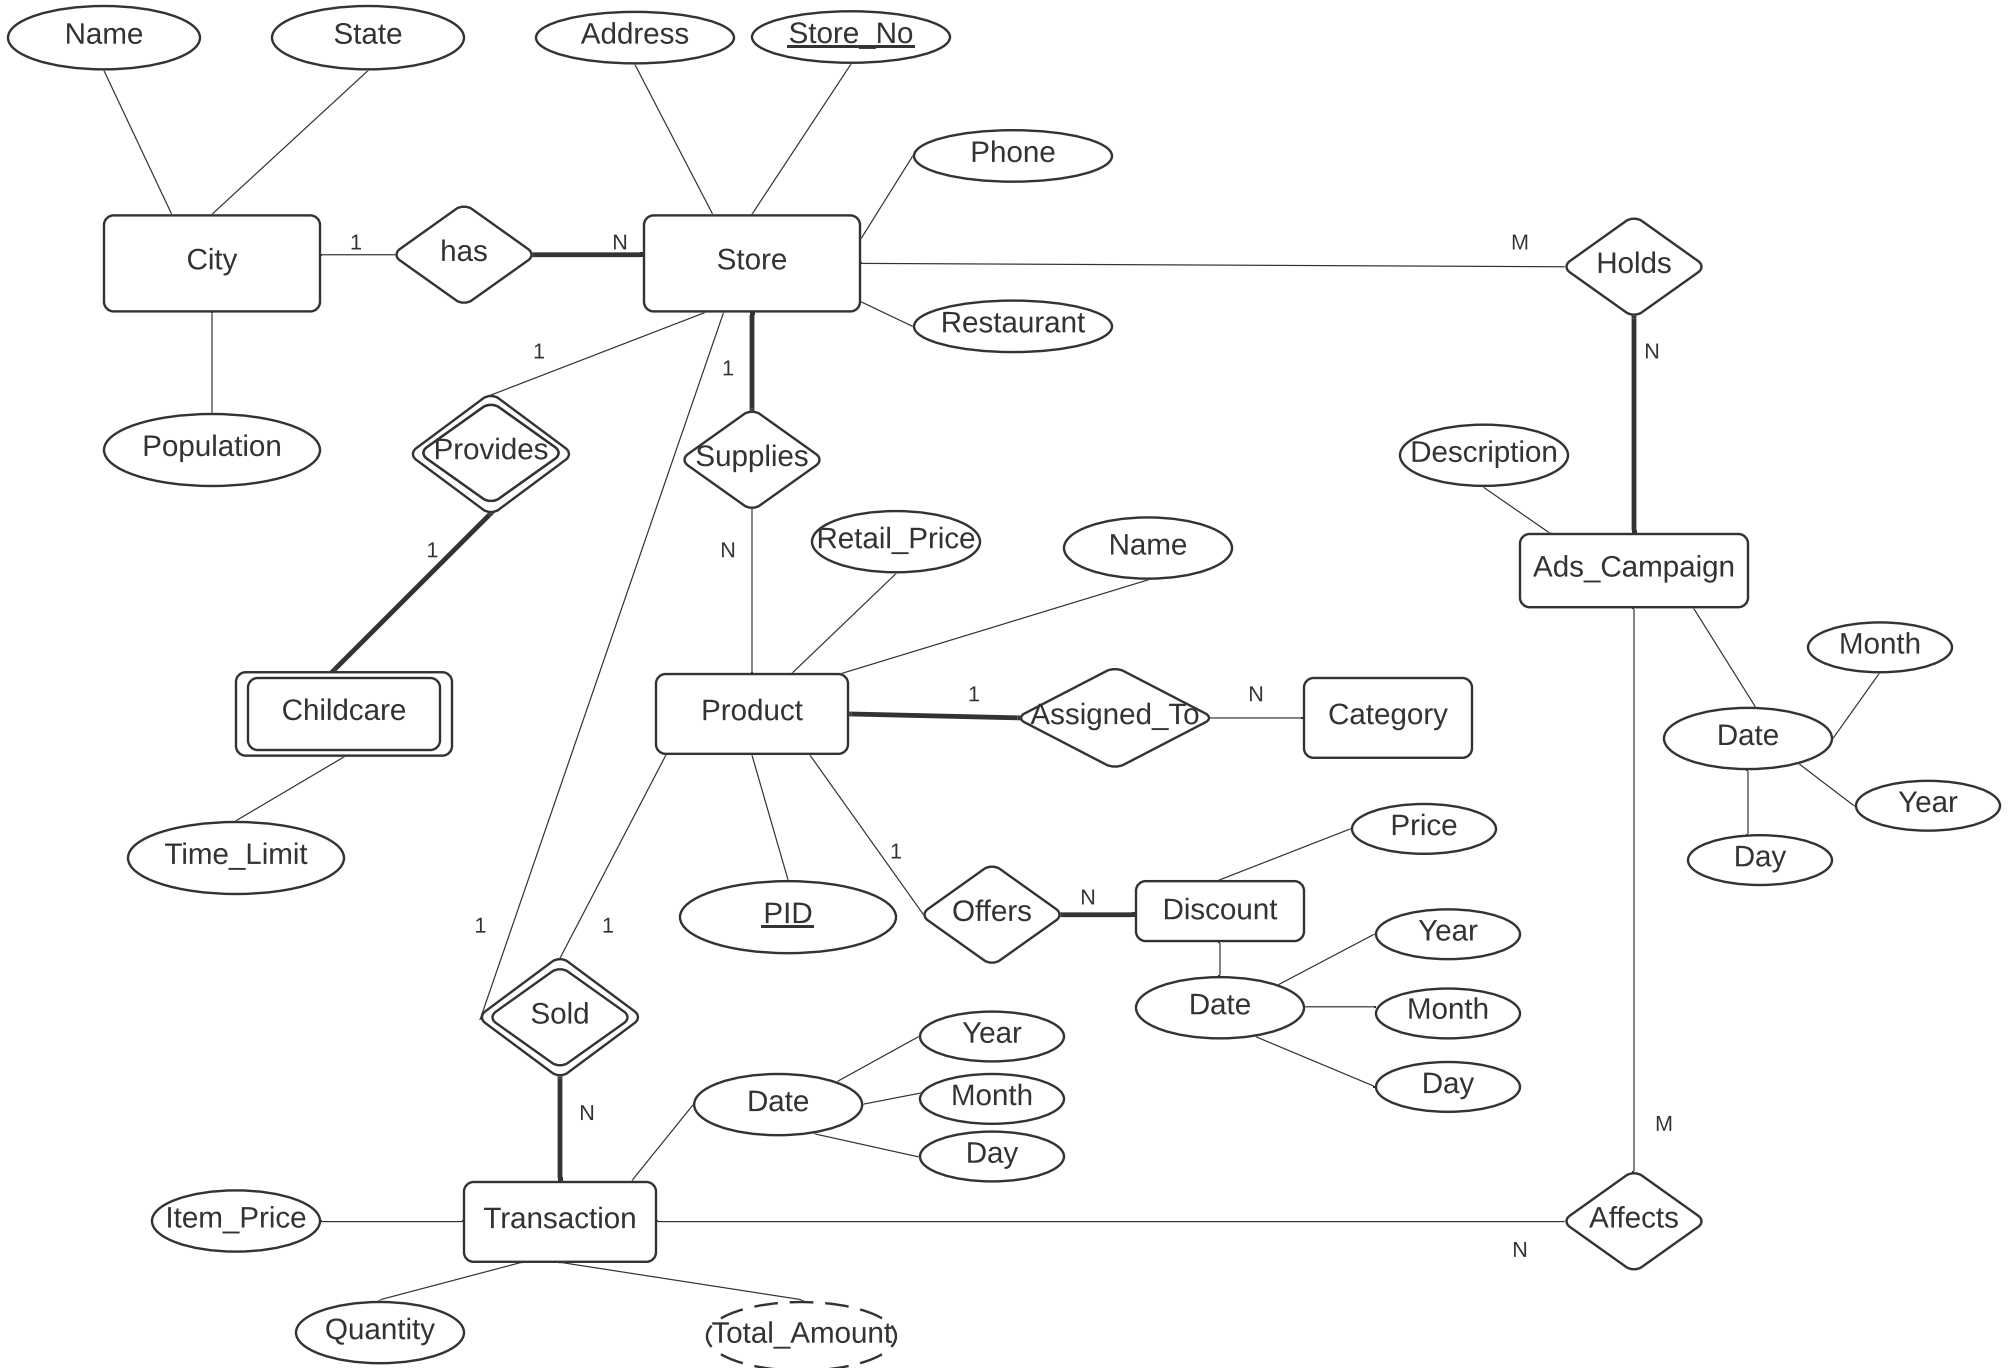 Name
State
Address
Store_No
Phone
City
1
has
N
Store
M
Holds
Restaurant
1
1
N
Population
Provides
Supplies
Description
1
N
Retail_Price
Name
Ads_Campaign
Month
Childcare
Product
1
Assigned_To
N
Category
Date
Year
Day
Time_Limit
1
Price
PID
Offers
N
Discount
1
1
Year
Date
Month
Day
Sold
Year
Date
Month
Day
N
M
Item_Price
Transaction
Affects
N
Quantity
Total_Amount